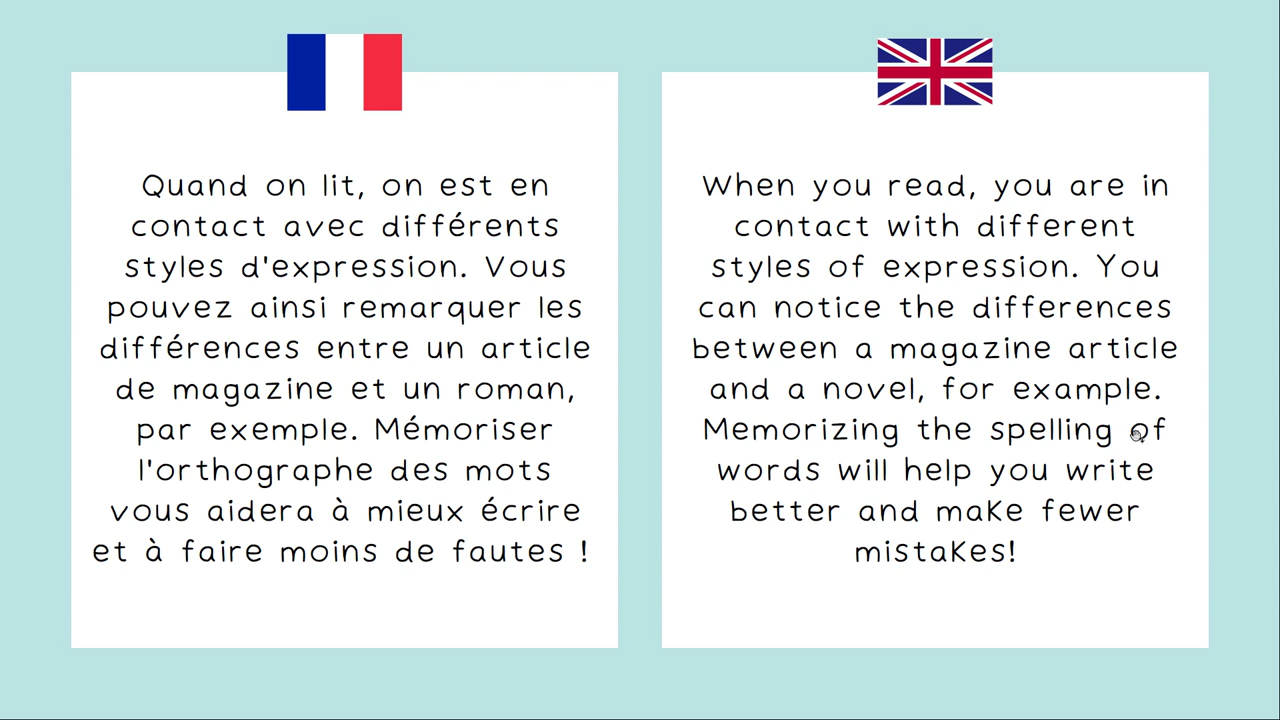 Quand on lit, on est en
contact avec différents
styles d'expression. Vous
pouvez ainsi remarquer les
différences entre un article
de magazine et un roman,
par exemple. Mémoriser
l'orthographe des mots
vous aidera à mieux écrire
et à faire moins de fautes !
When you read, you are in
contact with different
styles of expression. You
can notice the differences
between a magazine article
and a novel, for example.
Memorizing the spelling of
words will help you write
better and make fewer
mistakes!